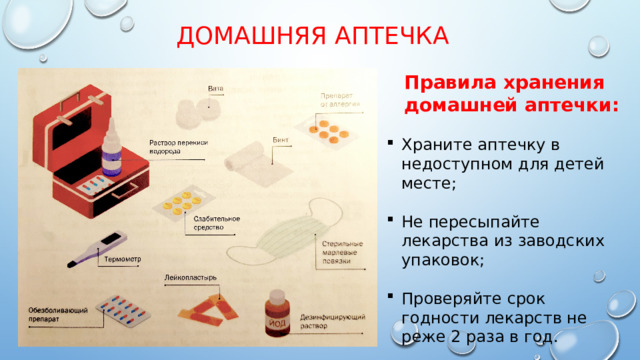 ДОМАШНЯЯ АПТЕЧКА
Вата
Препарат
от аллергии
Раствор перекиси
водорода
Бинт
Слабительное
средство
Стерильные
марлевые
повязки
Термометр
Лейкопластырь
Обезболивающий
препарат
ЙОД
Дезинфицирующий
раствор
Правила хранения
домашней аптечки:
Храните аптечку в
недоступном для детей
месте;
Не пересыпайте
лекарства из заводских
упаковок;
Проверяйте срок
годности лекарств не
реже 2 раза в год.